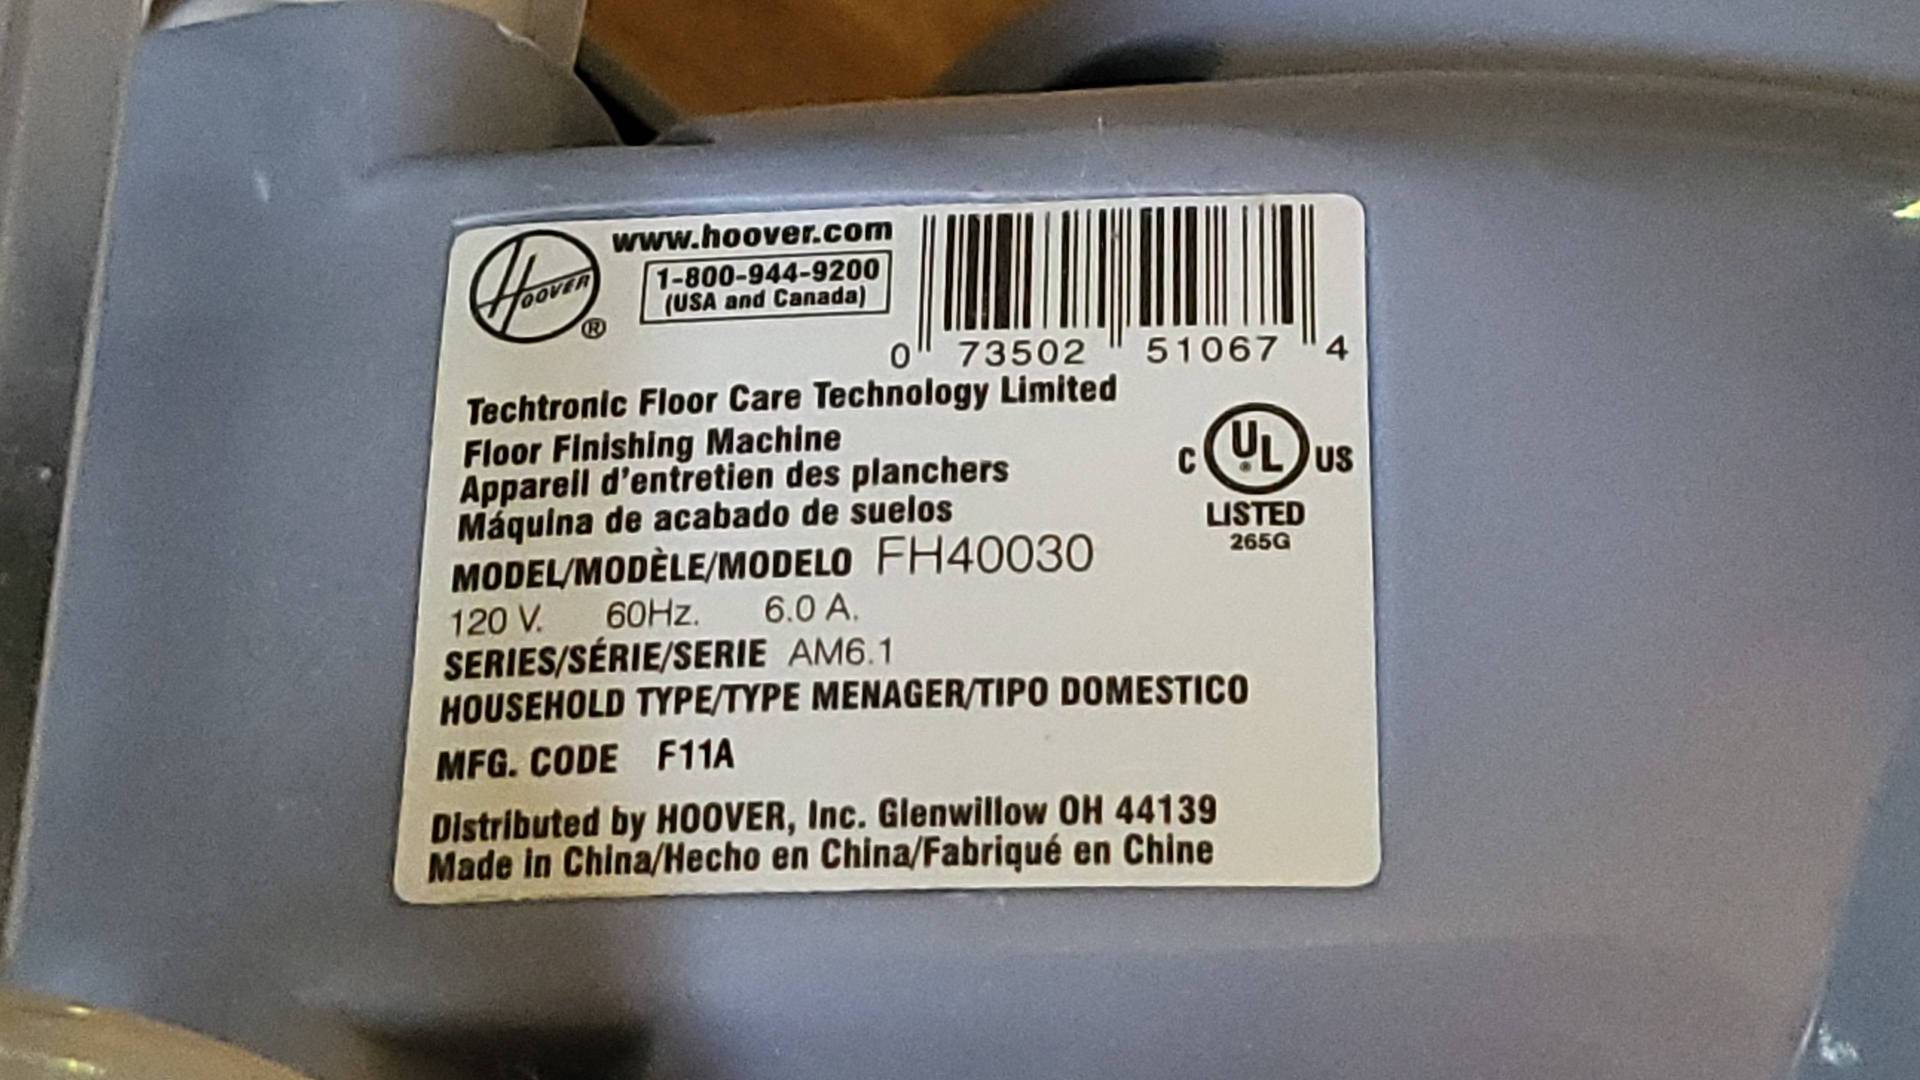 HOOVER ®
www.hoover.com
1-800-944-9200
(USA and Canada)
0 73502 51067 4
Techtronic Floor Care Technology Limited
Floor Finishing Machine
Appareil d'entretien des planchers
Máquina de acabado de suelos
MODEL/MODÈLE/MODELO FH40030
120 V. 60Hz. 6.0 A.
SERIES/SÉRIE/SERIE AM6.1
HOUSEHOLD TYPE/TYPE MENAGER/TIPO DOMESTICO
MFG. CODE F11A
Distributed by HOOVER, Inc. Glenwillow OH 44139
Made in China/Hecho en China/Fabriqué en Chine
C UL ® US
LISTED
265G